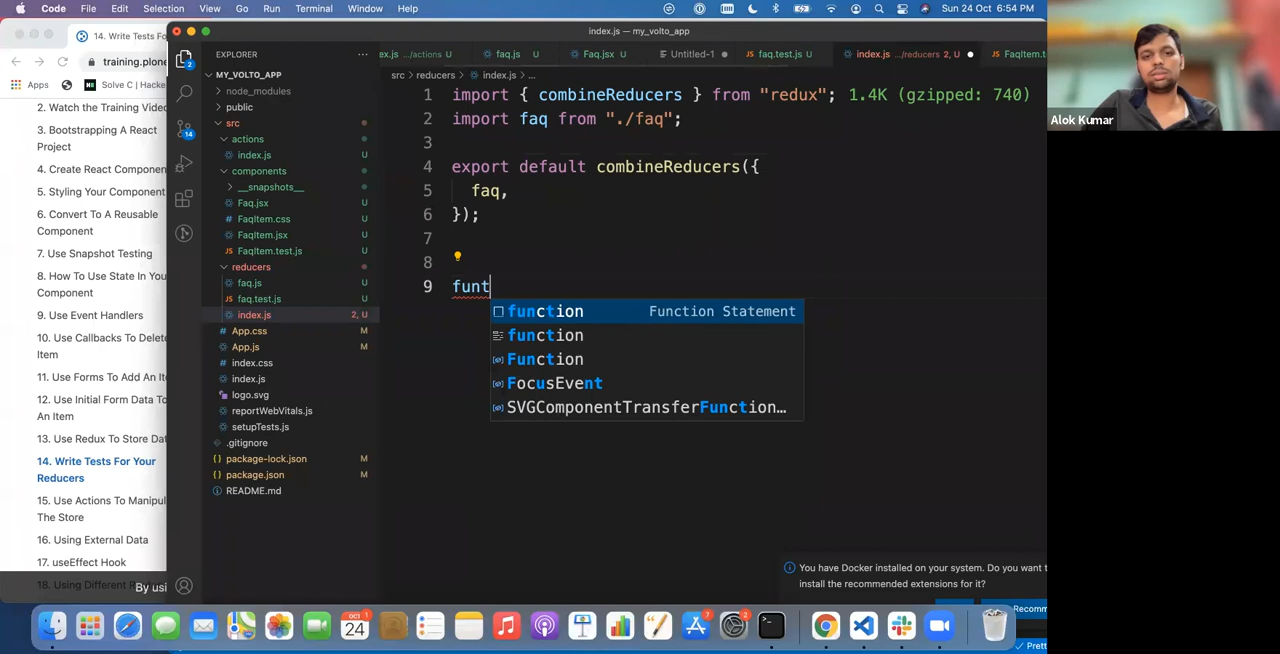 Code File Edit Selection View Go Run Terminal Window Help Sun 24 Oct 6:54 PM
index.js — my_volto_app
14. Write Tests Fo
EXPLORER
ex.js .../actions U faq.js U Faq.jsx U Untitled-1 faq.test.js U index.js .../reducers 2, U FaqItem.t
training.plone
src > reducers > index.js > ...
Apps Solve C | Hacke
MY_VOLTO_APP
node_modules
public
src
actions
index.js U
components
__snapshots__
Faq.jsx U
FaqItem.css U
FaqItem.jsx U
FaqItem.test.js U
reducers
faq.js U
faq.test.js U
index.js 2, U
App.css M
App.js M
index.css
index.js
logo.svg
reportWebVitals.js
setupTests.js
.gitignore
package-lock.json M
package.json M
README.md
2. Watch the Training Video
3. Bootstrapping A React
Project
4. Create React Componen
5. Styling Your Component
6. Convert To A Reusable
Component
7. Use Snapshot Testing
8. How To Use State In You
Component
9. Use Event Handlers
10. Use Callbacks To Delete
Item
11. Use Forms To Add An It
12. Use Initial Form Data To
An Item
13. Use Redux To Store Dat
14. Write Tests For Your
Reducers
15. Use Actions To Manipul
The Store
16. Using External Data
17. useEffect Hook
18. Using Different R
By usi
1 import { combineReducers } from "redux"; 1.4K (gzipped: 740)
2 import faq from "./faq";
3
4 export default combineReducers({
5 faq,
6 });
7
8
9 funt
function Function Statement
function
Function
FocusEvent
SVGComponentTransferFunction…
You have Docker installed on your system. Do you want t
install the recommended extensions for it?
Recomm
Prett
Alok Kumar
2
14
OCT 1
24
7
2